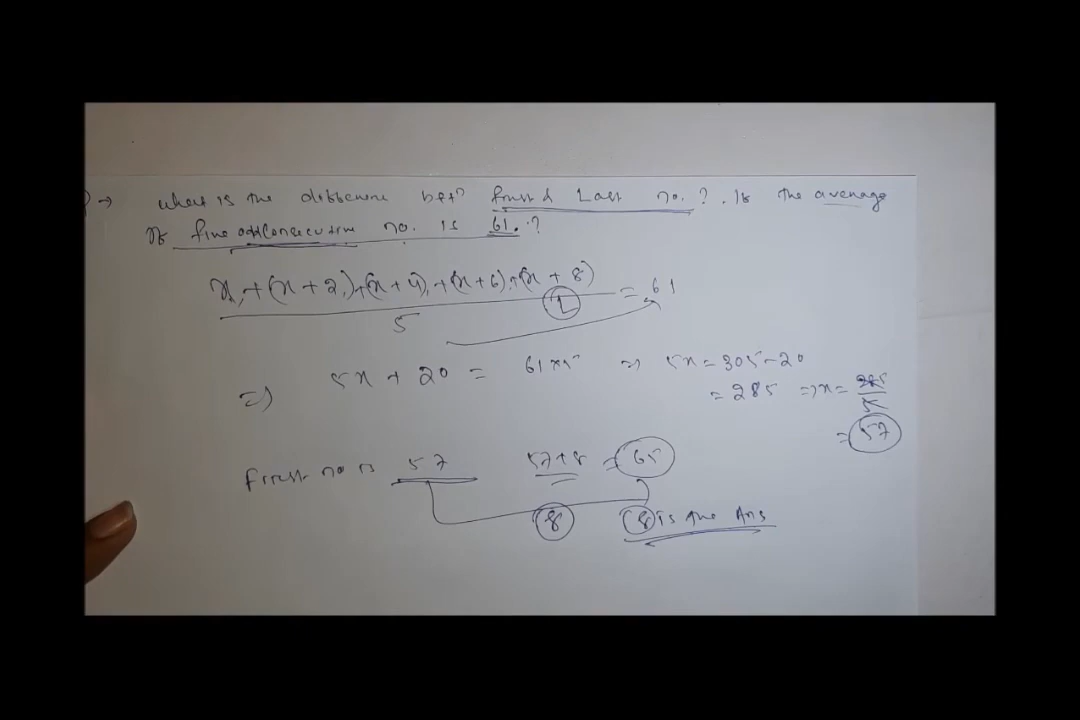 what is the difference betn first & Last no. ? . If the average
of five odd consecutive no. is 61. ?
x + (x + 2) + (x + 4) + (x + 6) + (x + 8) = 61
5
L
=> 5x + 20 = 61×5 => 5x = 305 - 20
= 285 => x = 285
5
= 57
First no is 57 57+8 = 65
8 8 is the Ans